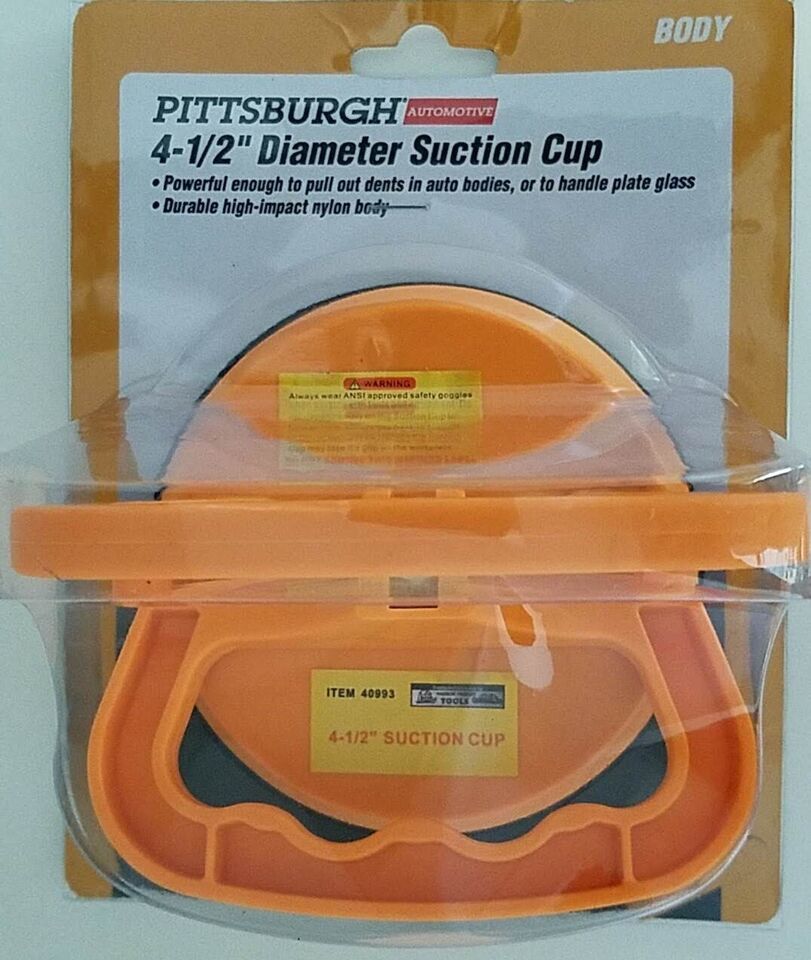 BODY
PITTSBURGH AUTOMOTIVE
4-1/2" Diameter Suction Cup
• Powerful enough to pull out dents in auto bodies, or to handle plate glass
• Durable high-impact nylon body
WARNING
Always wear ANSI approved safety goggles
ITEM 40993
TOOLS
4-1/2" SUCTION CUP